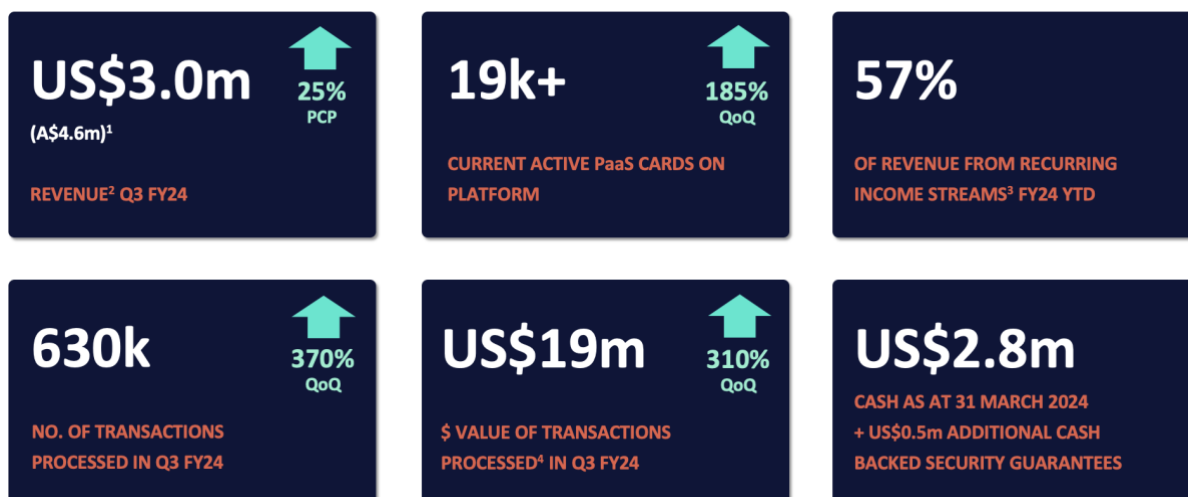 US$3.0m
25%
PCP
(A$4.6m)¹
REVENUE² Q3 FY24
19k+
185%
QoQ
CURRENT ACTIVE PaaS CARDS ON
PLATFORM
57%
OF REVENUE FROM RECURRING
INCOME STREAMS³ FY24 YTD
630k
370%
QoQ
NO. OF TRANSACTIONS
PROCESSED IN Q3 FY24
US$19m
310%
QoQ
$ VALUE OF TRANSACTIONS
PROCESSED⁴ IN Q3 FY24
US$2.8m
CASH AS AT 31 MARCH 2024
+ US$0.5m ADDITIONAL CASH
BACKED SECURITY GUARANTEES